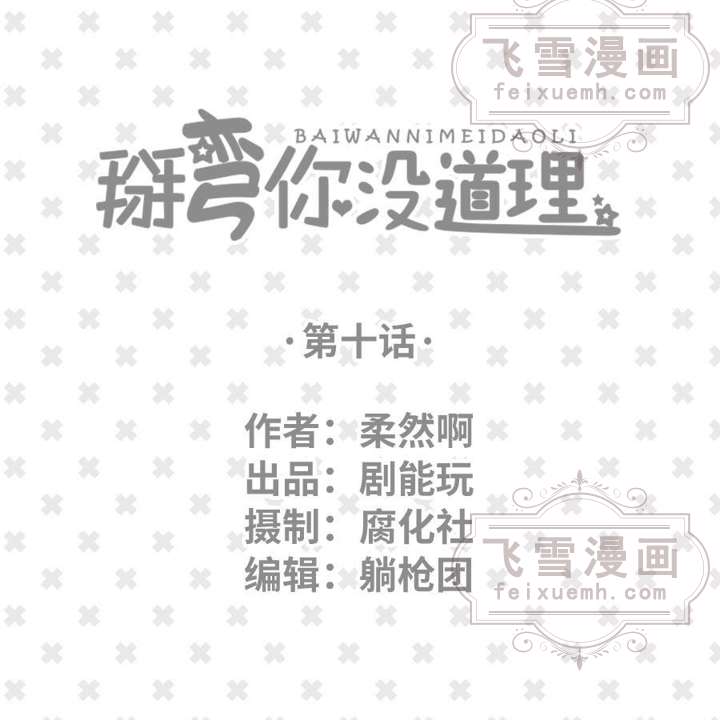 飞雪漫画
feixuemh.com
BAIWANNIMEIDAOLI
掰弯你没道理
·第十话·
作者：柔然啊
出品：剧能玩
摄制：腐化社
编辑：躺枪团
飞雪漫画
feixuemh.com